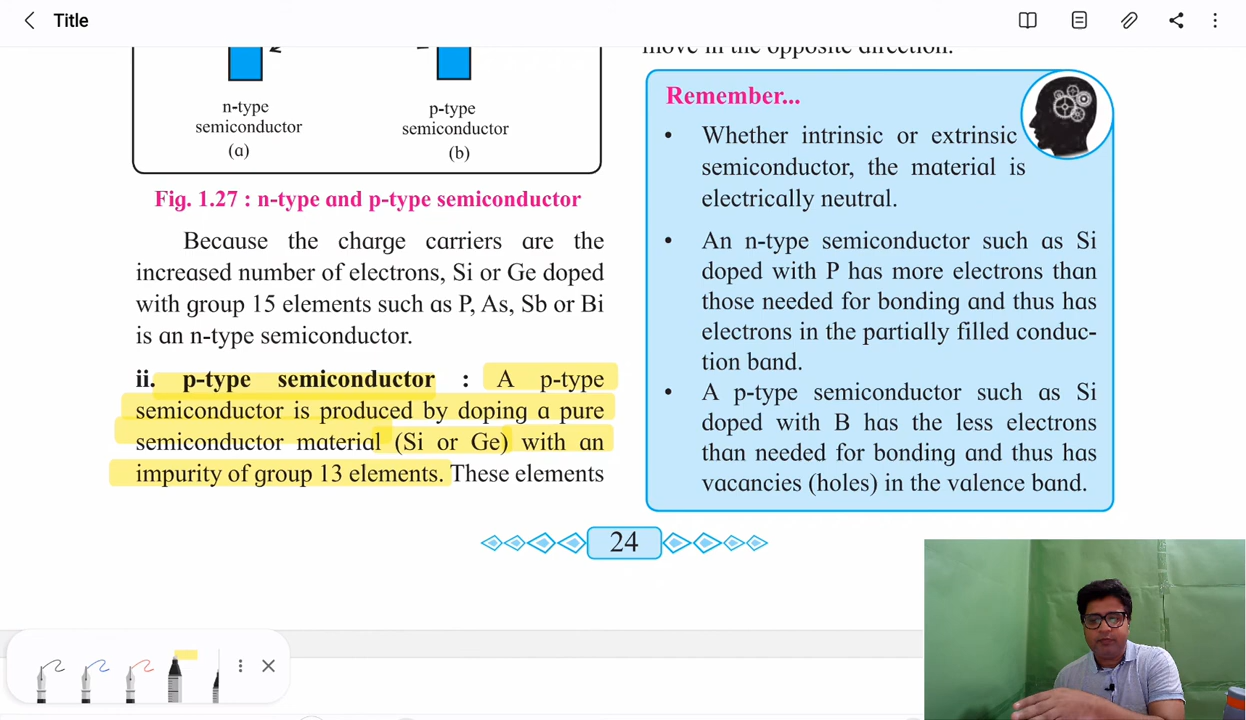 Title
n-type
semiconductor
(a)
p-type
semiconductor
(b)
Fig. 1.27 : n-type and p-type semiconductor
Because the charge carriers are the
increased number of electrons, Si or Ge doped
with group 15 elements such as P, As, Sb or Bi
is an n-type semiconductor.
ii. p-type semiconductor : A p-type
semiconductor is produced by doping a pure
semiconductor material (Si or Ge) with an
impurity of group 13 elements. These elements
move in the opposite direction.
Remember...
• Whether intrinsic or extrinsic
semiconductor, the material is
electrically neutral.
• An n-type semiconductor such as Si
doped with P has more electrons than
those needed for bonding and thus has
electrons in the partially filled conduc-
tion band.
• A p-type semiconductor such as Si
doped with B has the less electrons
than needed for bonding and thus has
vacancies (holes) in the valence band.
24